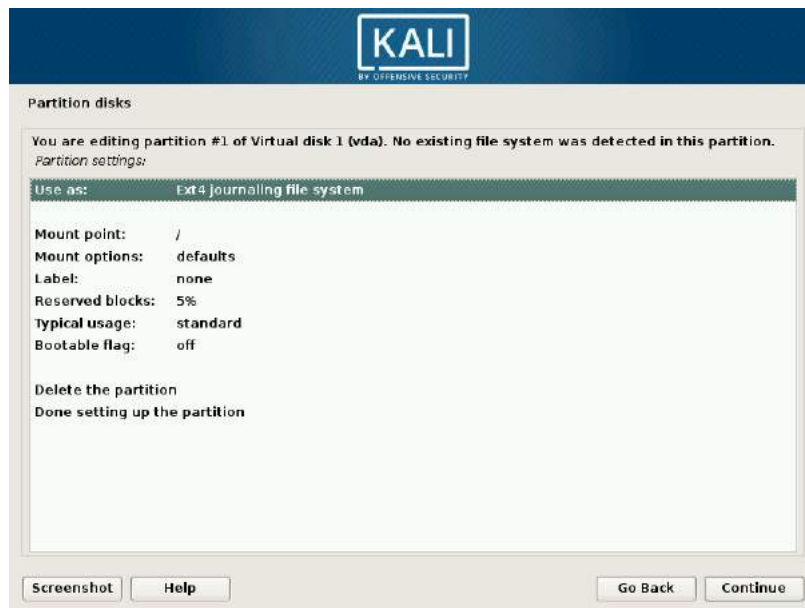 KALI
BY OFFENSIVE SECURITY
Partition disks
You are editing partition #1 of Virtual disk 1 (vda). No existing file system was detected in this partition.
Partition settings:
Use as: Ext4 journaling file system
Mount point: /
Mount options: defaults
Label: none
Reserved blocks: 5%
Typical usage: standard
Bootable flag: off
Delete the partition
Done setting up the partition
Screenshot Help Go Back Continue